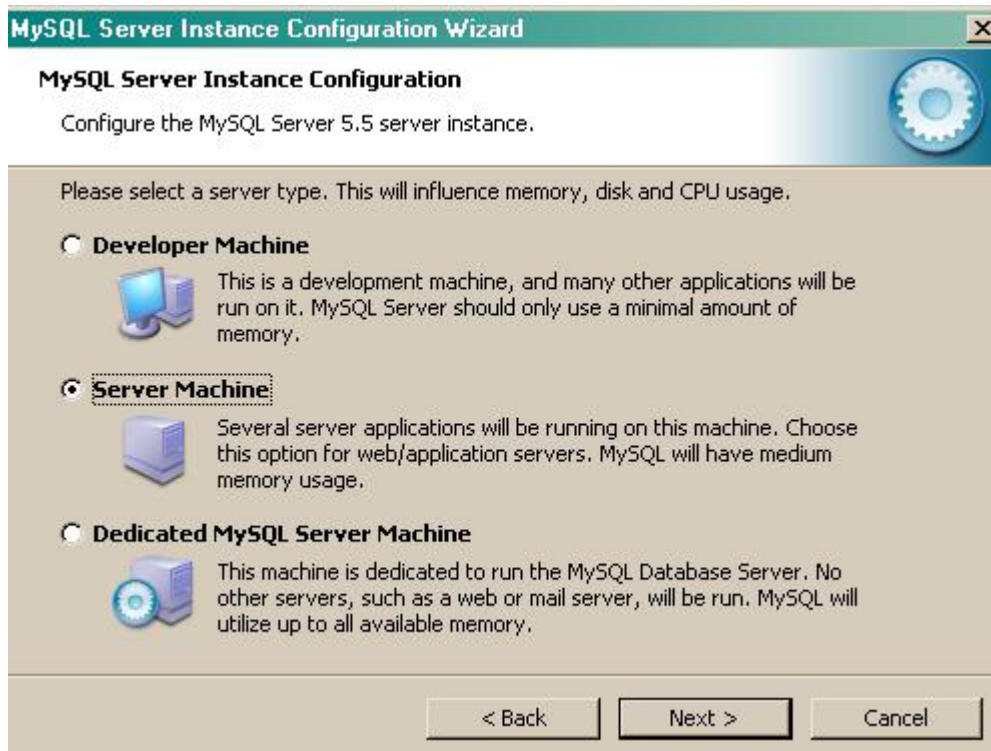 MySQL Server Instance Configuration Wizard
MySQL Server Instance Configuration
Configure the MySQL Server 5.5 server instance.
Please select a server type. This will influence memory, disk and CPU usage.
Developer Machine
This is a development machine, and many other applications will be
run on it. MySQL Server should only use a minimal amount of
memory.
Server Machine
Several server applications will be running on this machine. Choose
this option for web/application servers. MySQL will have medium
memory usage.
Dedicated MySQL Server Machine
This machine is dedicated to run the MySQL Database Server. No
other servers, such as a web or mail server, will be run. MySQL will
utilize up to all available memory.
< Back Next > Cancel